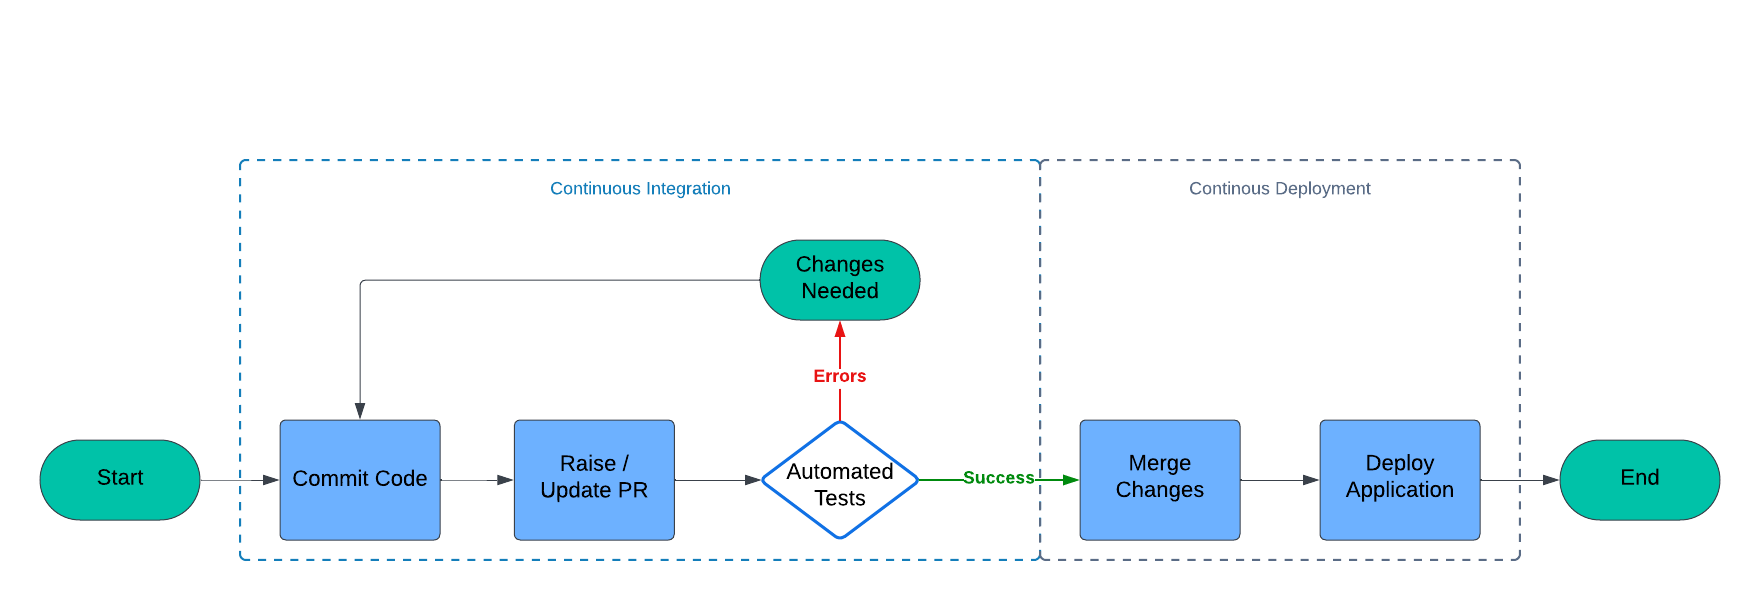 Continuous Integration
Continous Deployment
Changes
Needed
Errors
Start
Commit Code
Raise /
Update PR
Automated
Tests
Success
Merge
Changes
Deploy
Application
End